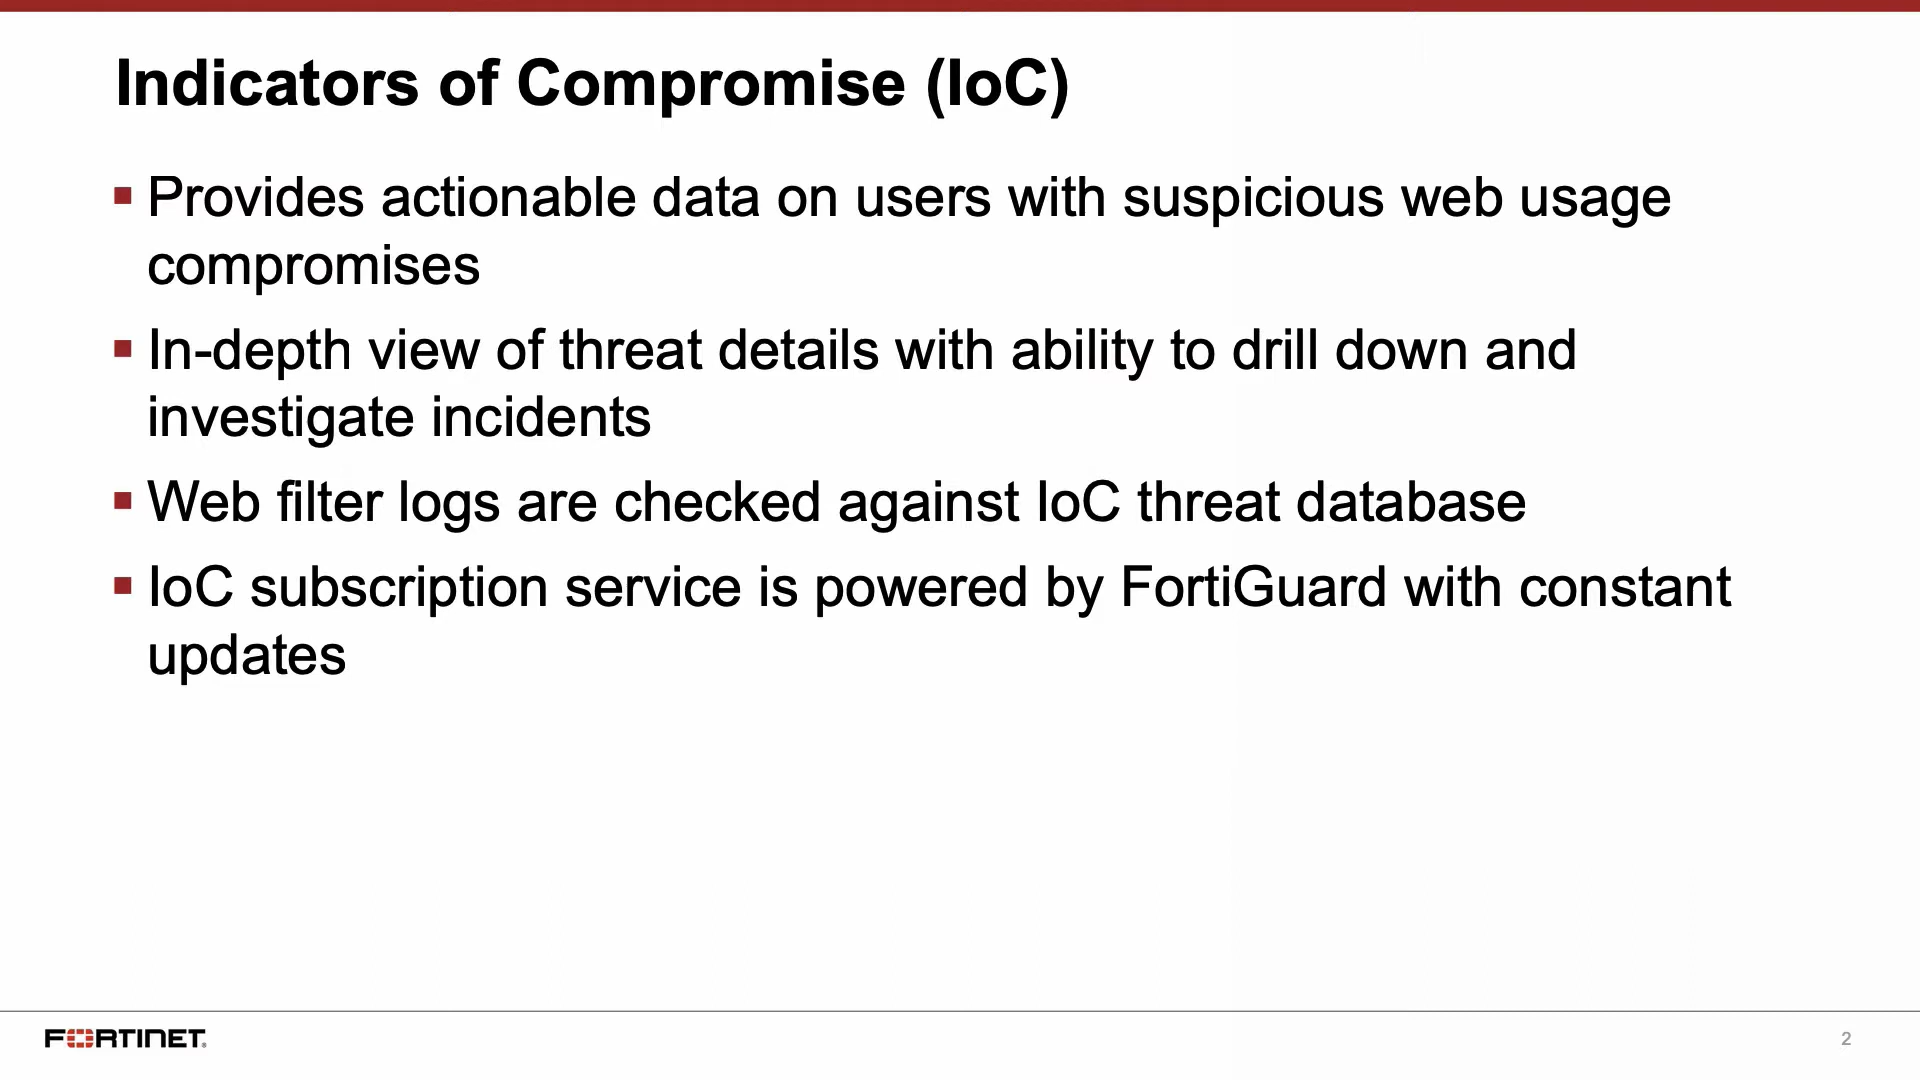 Indicators of Compromise (IoC)
Provides actionable data on users with suspicious web usage
compromises
In-depth view of threat details with ability to drill down and
investigate incidents
Web filter logs are checked against IoC threat database
IoC subscription service is powered by FortiGuard with constant
updates
FORTINET®
2